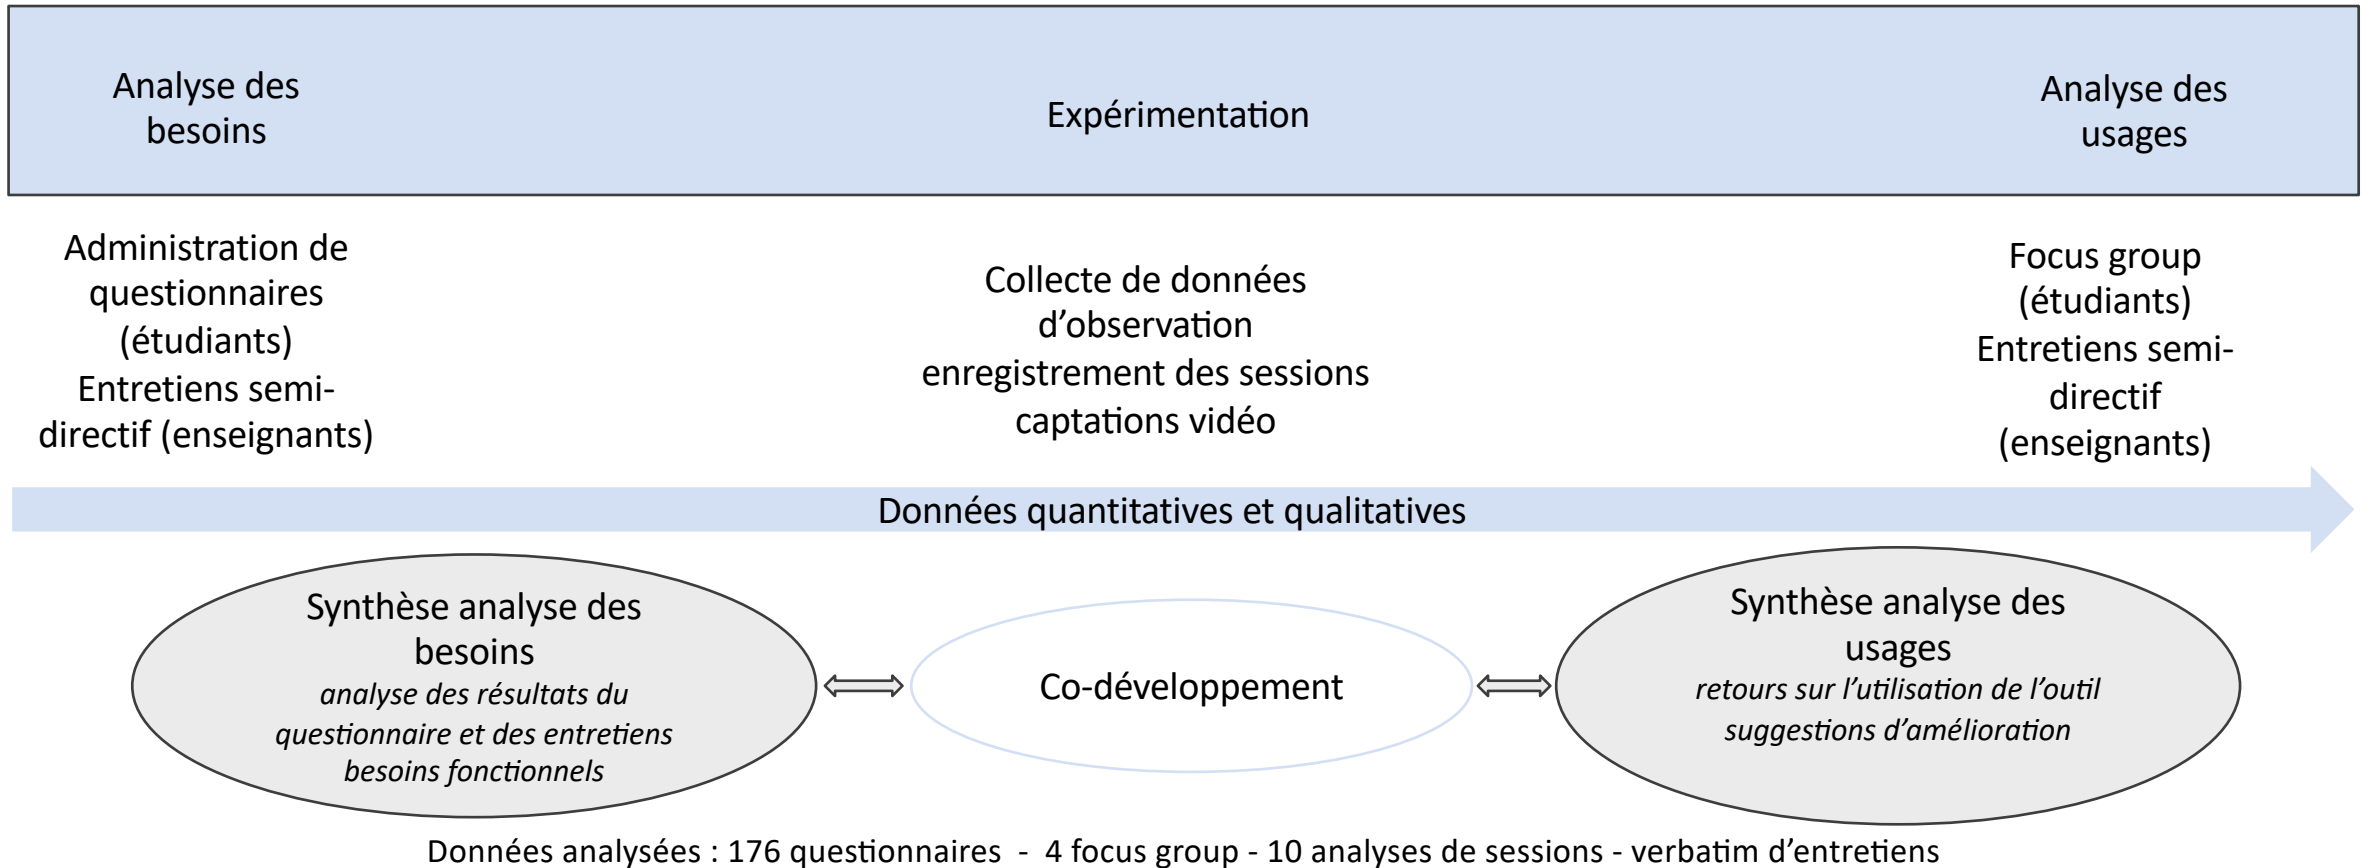 Analyse des
besoins
Expérimentation
Analyse des
usages
Administration de
questionnaires
(étudiants)
Entretiens semi-
directif (enseignants)
Collecte de données
d’observation
enregistrement des sessions
captations vidéo
Focus group
(étudiants)
Entretiens semi-
directif
(enseignants)
Données quantitatives et qualitatives
Synthèse analyse des
besoins
analyse des résultats du
questionnaire et des entretiens
besoins fonctionnels
Co-développement
Synthèse analyse des
usages
retours sur l’utilisation de l’outil
suggestions d’amélioration
Données analysées : 176 questionnaires - 4 focus group - 10 analyses de sessions - verbatim d’entretiens